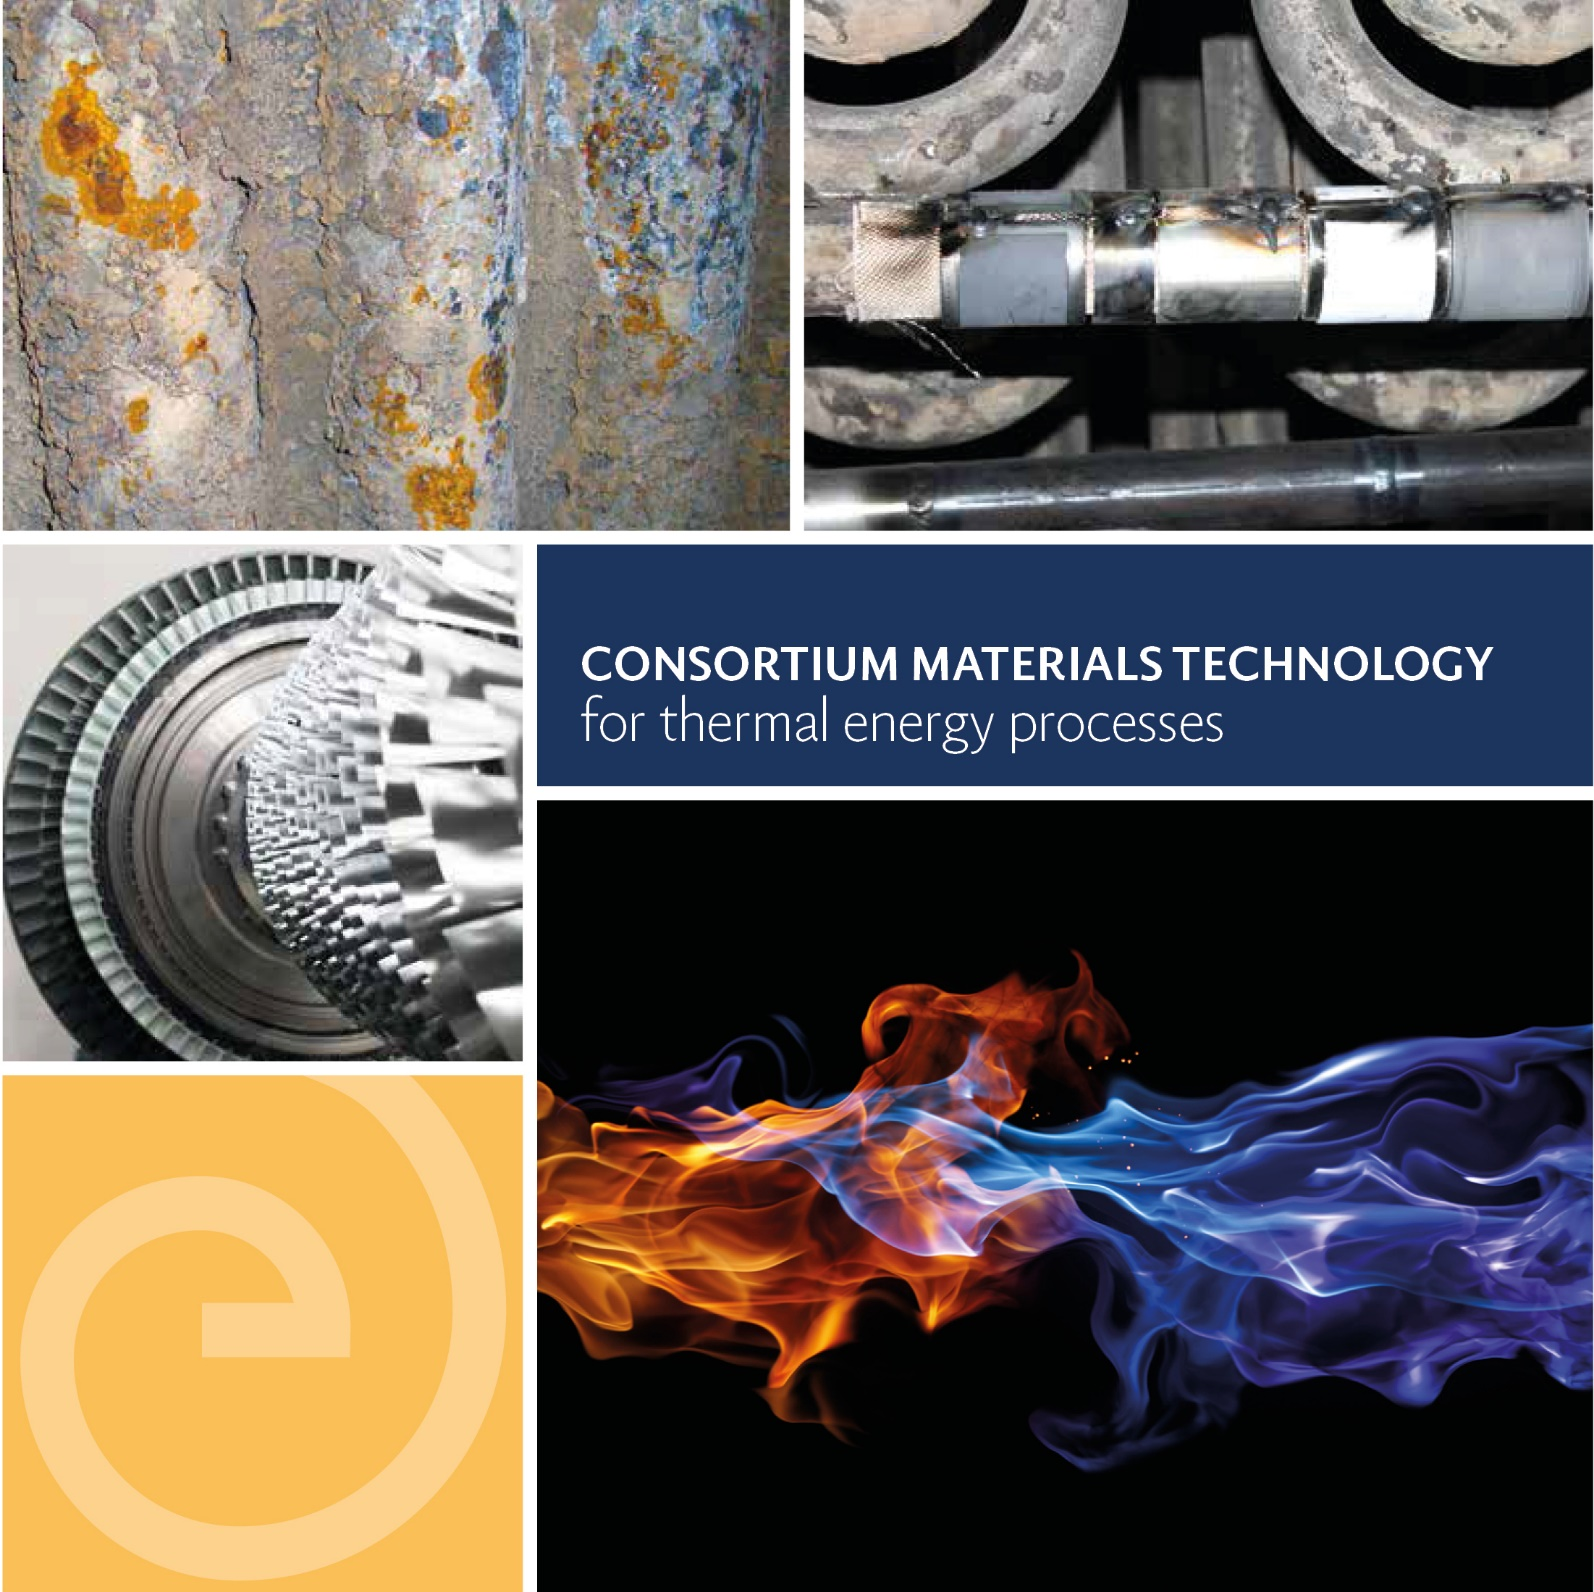 CONSORTIUM MATERIALS TECHNOLOGY
for thermal energy processes